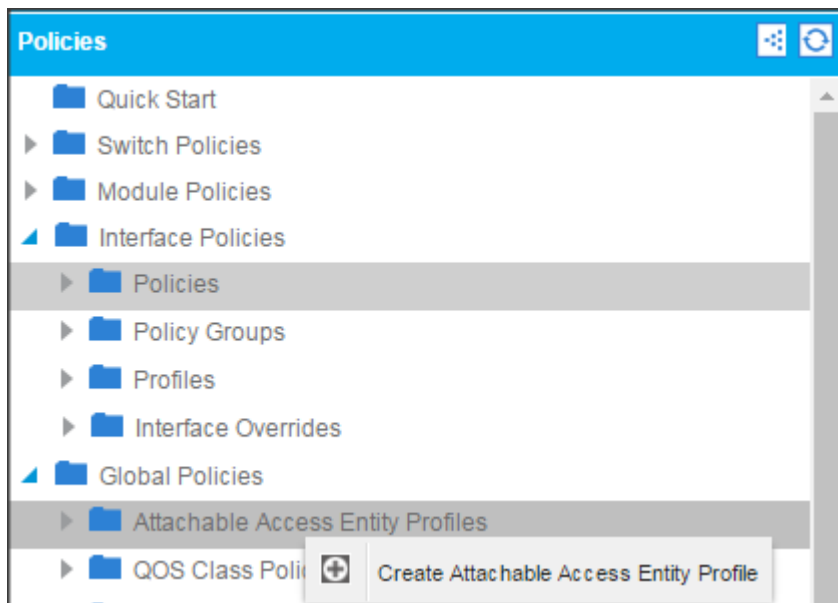 Policies
Quick Start
Switch Policies
Module Policies
Interface Policies
Policies
Policy Groups
Profiles
Interface Overrides
Global Policies
Attachable Access Entity Profiles
QOS Class Polic
Create Attachable Access Entity Profile